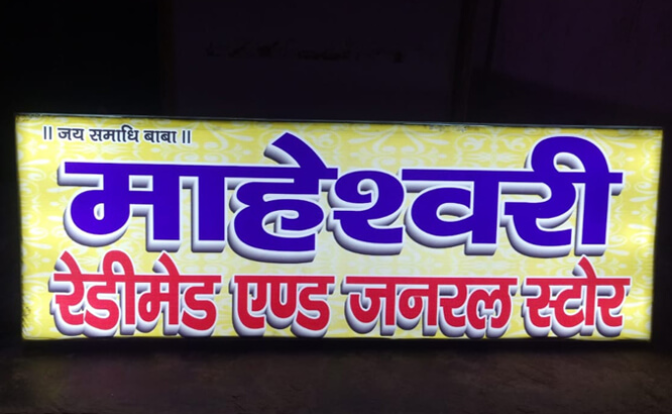 ॥ जय समाधि बाबा ॥
माहेश्वरी
रेडीमेड एण्ड जनरल स्टोर